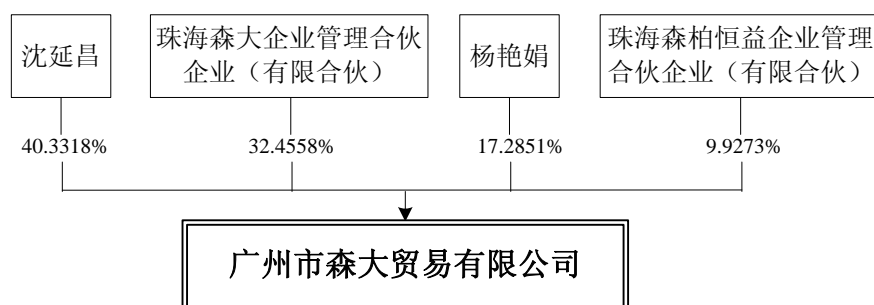 沈延昌
珠海森大企业管理合伙
企业（有限合伙）
杨艳娟
珠海森柏恒益企业管理
合伙企业（有限合伙）
40.3318%
32.4558%
17.2851%
9.9273%
广州市森大贸易有限公司